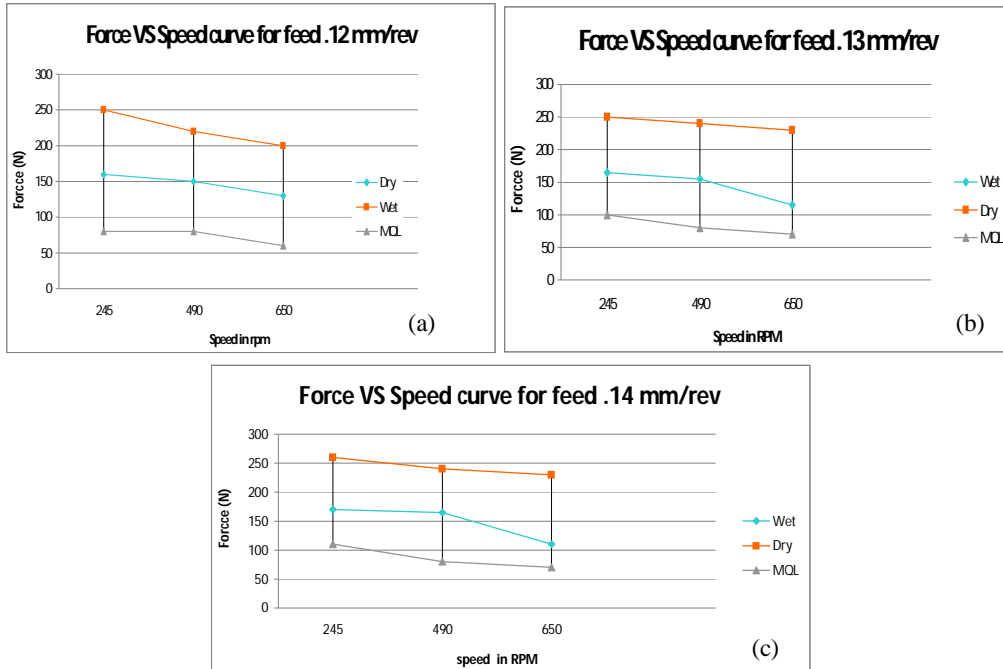 Force VS Speed curve for feed .12 mm/rev
300
250
200
150
100
50
0
Forcce (N)
245
490
650
Speed in rpm
Dry
Wet
MQL
(a)
Force VS Speed curve for feed .13 mm/rev
300
250
200
150
100
50
0
Forcce (N)
245
490
650
Speed in RPM
Wet
Dry
MQL
(b)
Force VS Speed curve for feed .14 mm/rev
300
250
200
150
100
50
0
Forcce (N)
245
490
650
speed in RPM
Wet
Dry
MQL
(c)